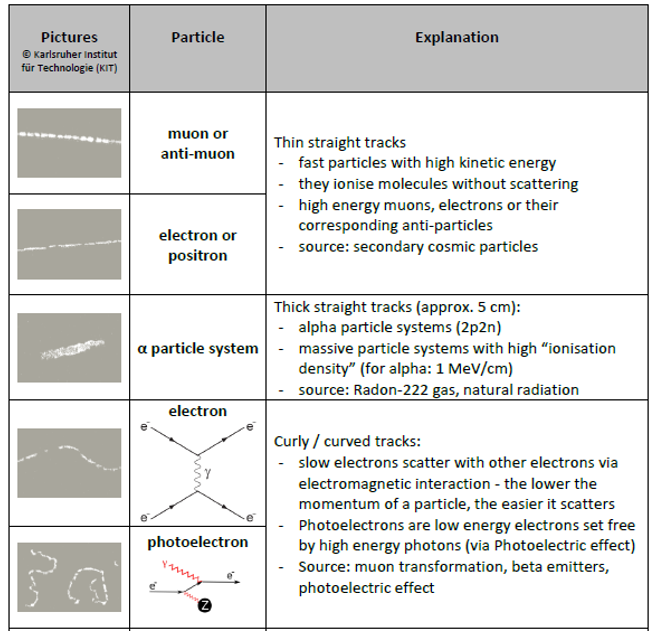 Pictures
© Karlsruher Institut
für Technologie (KIT)
Particle
Explanation
muon or
anti-muon
electron or
positron
Thin straight tracks
- fast particles with high kinetic energy
- they ionise molecules without scattering
- high energy muons, electrons or their
corresponding anti-particles
- source: secondary cosmic particles
α particle system
Thick straight tracks (approx. 5 cm):
- alpha particle systems (2p2n)
- massive particle systems with high “ionisation
density” (for alpha: 1 MeV/cm)
- source: Radon-222 gas, natural radiation
electron
e⁻ e⁻
γ
e⁻ e⁻
photoelectron
γ
e⁻ e⁻
Z
Curly / curved tracks:
- slow electrons scatter with other electrons via
electromagnetic interaction - the lower the
momentum of a particle, the easier it scatters
- Photoelectrons are low energy electrons set free
by high energy photons (via Photoelectric effect)
- Source: muon transformation, beta emitters,
photoelectric effect